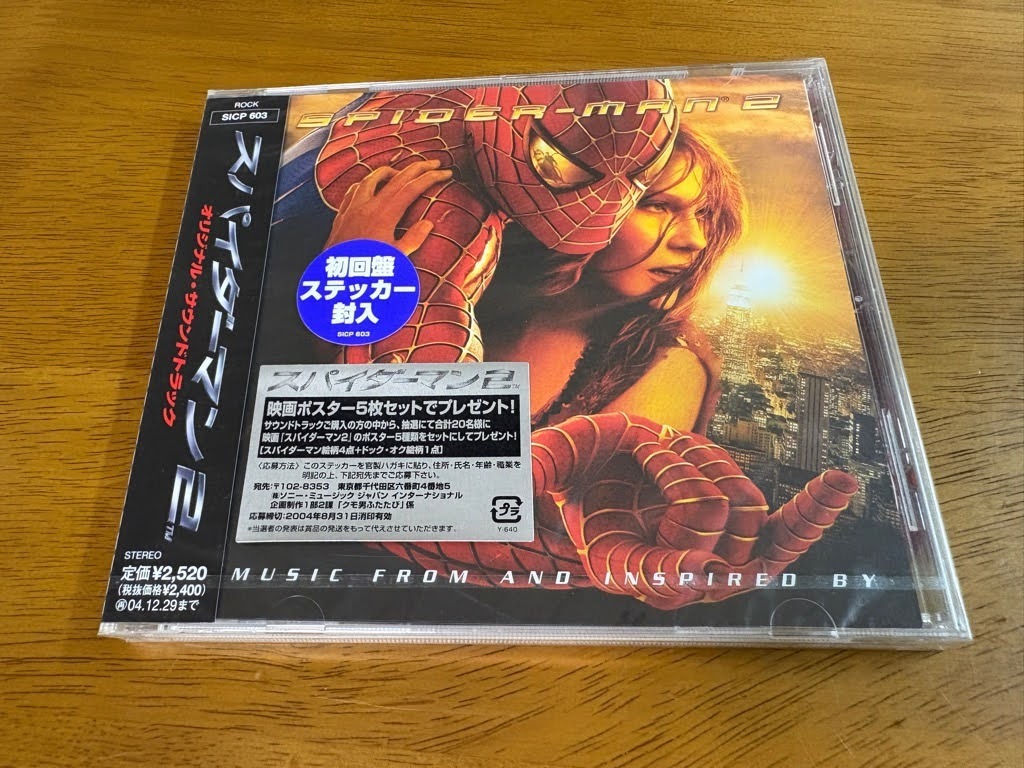 ROCK
SICP 603
スパイダーマン2™
オリジナル・サウンドトラック
STEREO
定価¥2,520
(税抜価格¥2,400)
再04.12.29まで
SPIDER-MAN® 2
初回盤
ステッカー
封入
SICP 603
スパイダーマン2™
映画ポスター5枚セットでプレゼント!
サウンドトラックご購入の方の中から、抽選にて合計20名様に
映画「スパイダーマン2」のポスター5種類をセットにしてプレゼント!
[スパイダーマン絵柄4点+ドック・オク絵柄1点]
〈応募方法〉このステッカーを官製ハガキに貼り、住所・氏名・年齢・職業を
明記の上、下記宛先までご応募下さい。
宛先:〒102-8353 東京都千代田区六番町4番地5
㈱ソニー・ミュージック ジャパン インターナショナル
企画制作1部2課「クモ男ふたたび」係
応募締切:2004年8月31日消印有効
*当選者の発表は賞品の発送をもって代えさせていただきます。
プラ
Y-640
MUSIC FROM AND INSPIRED BY